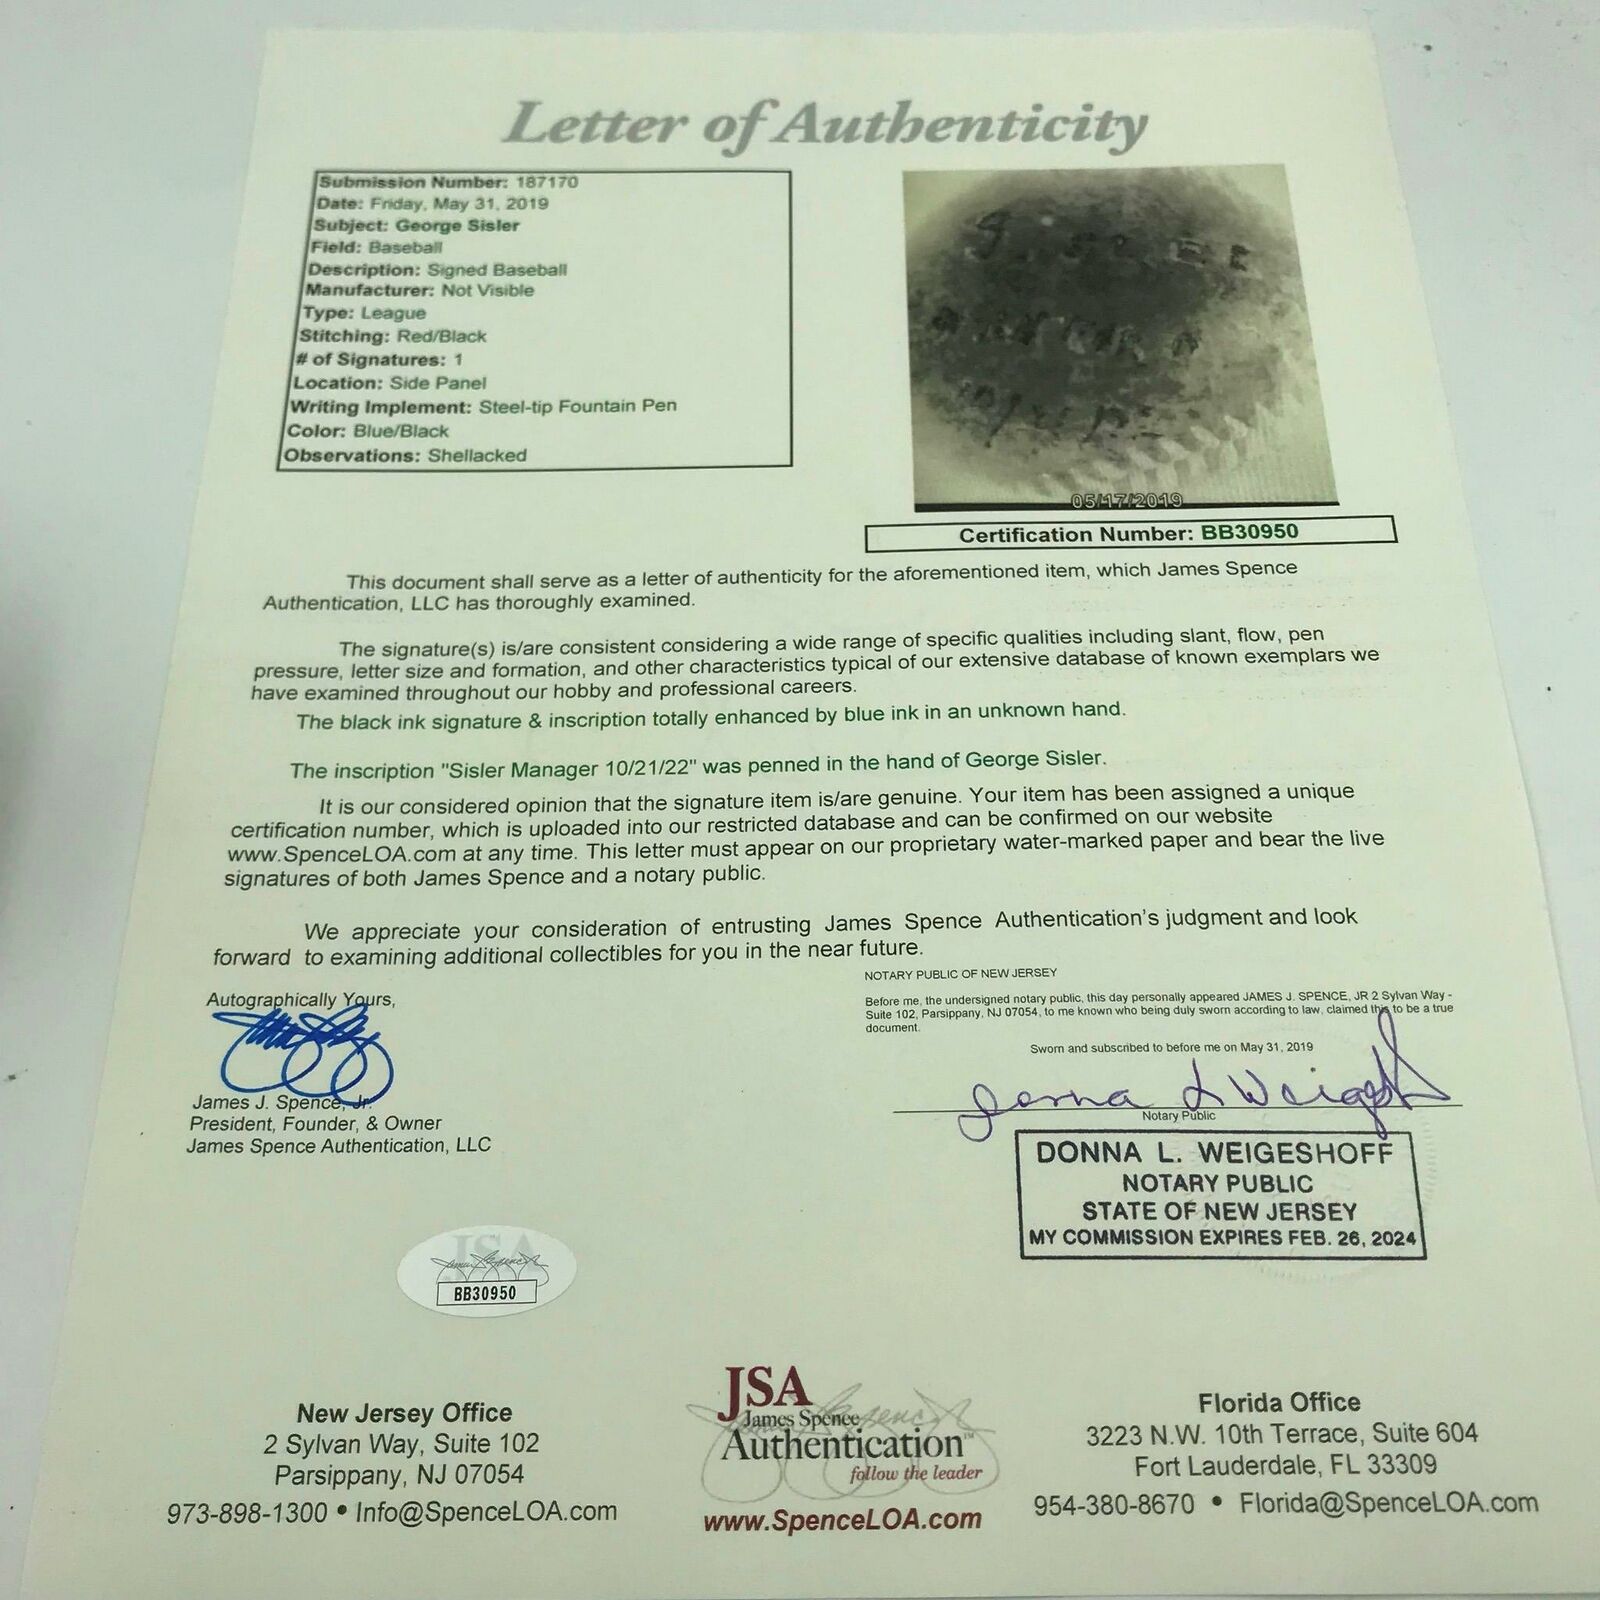 Letter of Authenticity
Submission Number: 187170
Date: Friday, May 31, 2019
Subject: George Sisler
Field: Baseball
Description: Signed Baseball
Manufacturer: Not Visible
Type: League
Stitching: Red/Black
# of Signatures: 1
Location: Side Panel
Writing Implement: Steel-tip Fountain Pen
Color: Blue/Black
Observations: Shellacked
05/17/2019
Certification Number: BB30950
This document shall serve as a letter of authenticity for the aforementioned item, which James Spence
Authentication, LLC has thoroughly examined.
The signature(s) is/are consistent considering a wide range of specific qualities including slant, flow, pen
pressure, letter size and formation, and other characteristics typical of our extensive database of known exemplars we
have examined throughout our hobby and professional careers.
The black ink signature & inscription totally enhanced by blue ink in an unknown hand.
The inscription "Sisler Manager 10/21/22" was penned in the hand of George Sisler.
It is our considered opinion that the signature item is/are genuine. Your item has been assigned a unique
certification number, which is uploaded into our restricted database and can be confirmed on our website
www.SpenceLOA.com at any time. This letter must appear on our proprietary water-marked paper and bear the live
signatures of both James Spence and a notary public.
We appreciate your consideration of entrusting James Spence Authentication's judgment and look
forward to examining additional collectibles for you in the near future.
NOTARY PUBLIC OF NEW JERSEY
Before me, the undersigned notary public, this day personally appeared JAMES J. SPENCE, JR 2 Sylvan Way -
Suite 102, Parsippany, NJ 07054, to me known who being duly sworn according to law, claimed this to be a true
document.
Sworn and subscribed to before me on May 31, 2019
Autographically Yours,
James J. Spence, Jr.
President, Founder, & Owner
James Spence Authentication, LLC
Donna L Weigeshoff
Notary Public
DONNA L. WEIGESHOFF
NOTARY PUBLIC
STATE OF NEW JERSEY
MY COMMISSION EXPIRES FEB. 26, 2024
JSA
BB30950
New Jersey Office
2 Sylvan Way, Suite 102
Parsippany, NJ 07054
973-898-1300 • Info@SpenceLOA.com
JSA
James Spence
Authentication™
follow the leader
www.SpenceLOA.com
Florida Office
3223 N.W. 10th Terrace, Suite 604
Fort Lauderdale, FL 33309
954-380-8670 • Florida@SpenceLOA.com